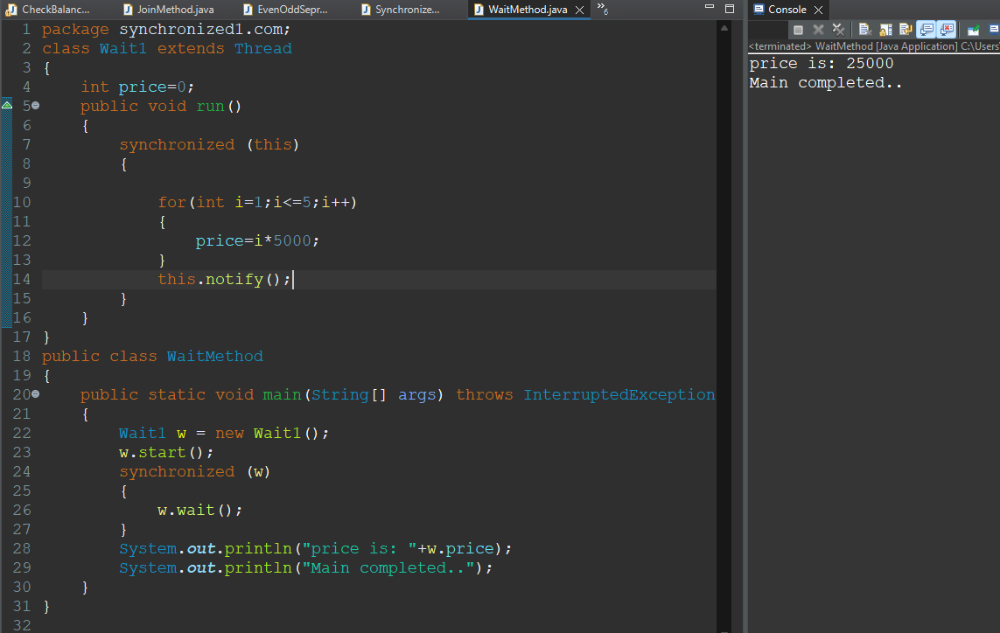 CheckBalanc... JoinMethod.java EvenOddSepr... Synchronize... WaitMethod.java 6
Console
<terminated> WaitMethod [Java Application] C:\Users
price is: 25000
Main completed..
1 package synchronized1.com;
2 class Wait1 extends Thread
3 {
4 int price=0;
5 public void run()
6 {
7 synchronized (this)
8 {
9
10 for(int i=1;i<=5;i++)
11 {
12 price=i*5000;
13 }
14 this.notify();
15 }
16 }
17 }
18 public class WaitMethod
19 {
20 public static void main(String[] args) throws InterruptedException
21 {
22 Wait1 w = new Wait1();
23 w.start();
24 synchronized (w)
25 {
26 w.wait();
27 }
28 System.out.println("price is: "+w.price);
29 System.out.println("Main completed..");
30 }
31 }
32